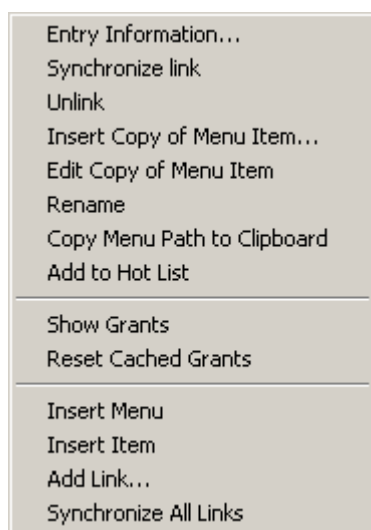 Entry Information...
Synchronize link
Unlink
Insert Copy of Menu Item...
Edit Copy of Menu Item
Rename
Copy Menu Path to Clipboard
Add to Hot List
Show Grants
Reset Cached Grants
Insert Menu
Insert Item
Add Link...
Synchronize All Links